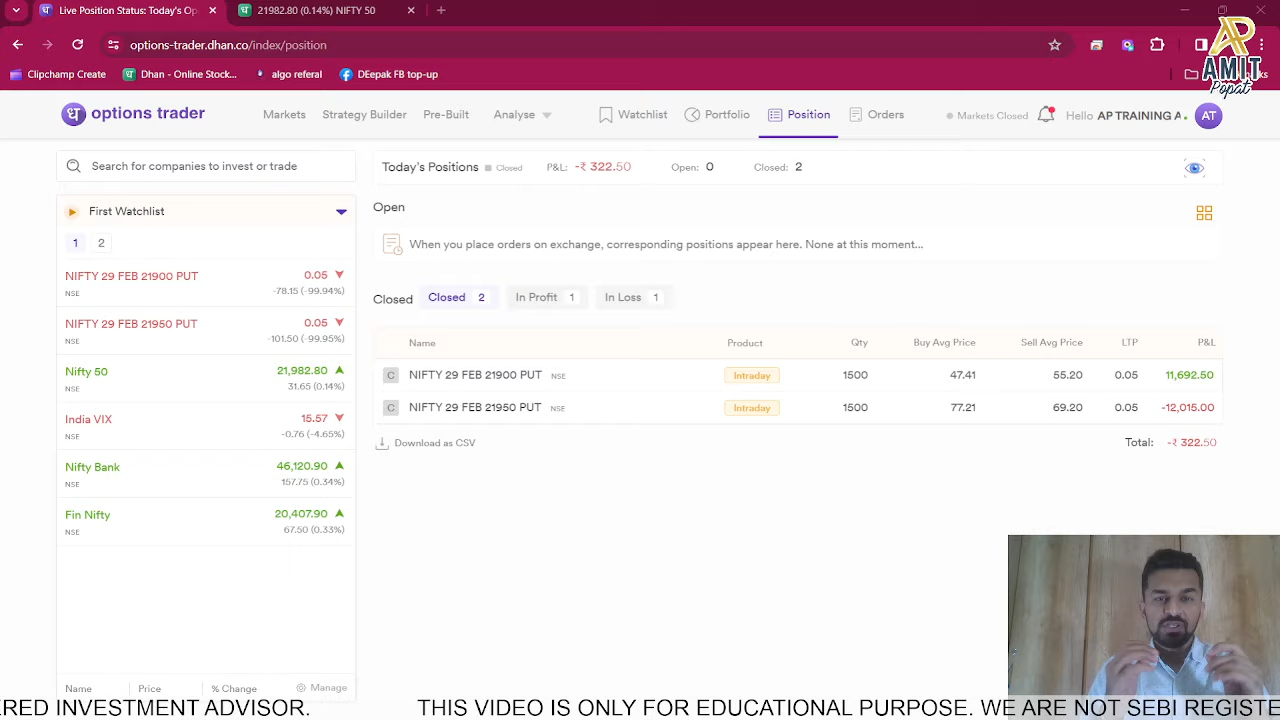 Live Position Status: Today's Op
21982.80 (0.14%) NIFTY 50
options-trader.dhan.co/index/position
Clipchamp Create
Dhan - Online Stock...
algo referal
DEepak FB top-up
AP
AMIT
Popat
ध
options trader
Markets
Strategy Builder
Pre-Built
Analyse
Watchlist
Portfolio
Position
Orders
Markets Closed
Hello AP TRAINING A
AT
Search for companies to invest or trade
Today's Positions
Closed
P&L: -₹ 322.50
Open: 0
Closed: 2
First Watchlist
1 2
NIFTY 29 FEB 21900 PUT 0.05
NSE -78.15 (-99.94%)
NIFTY 29 FEB 21950 PUT 0.05
NSE -101.50 (-99.95%)
Nifty 50 21,982.80
NSE 31.65 (0.14%)
India VIX 15.57
NSE -0.76 (-4.65%)
Nifty Bank 46,120.90
NSE 157.75 (0.34%)
Fin Nifty 20,407.90
NSE 67.50 (0.33%)
Name Price % Change Manage
Open
When you place orders on exchange, corresponding positions appear here. None at this moment...
Closed Closed 2 In Profit 1 In Loss 1
Name Product Qty Buy Avg Price Sell Avg Price LTP P&L
C NIFTY 29 FEB 21900 PUT NSE Intraday 1500 47.41 55.20 0.05 11,692.50
C NIFTY 29 FEB 21950 PUT NSE Intraday 1500 77.21 69.20 0.05 -12,015.00
Download as CSV Total: -₹ 322.50
ERED INVESTMENT ADVISOR. THIS VIDEO IS ONLY FOR EDUCATIONAL PURPOSE. WE ARE NOT SEBI REGISTE